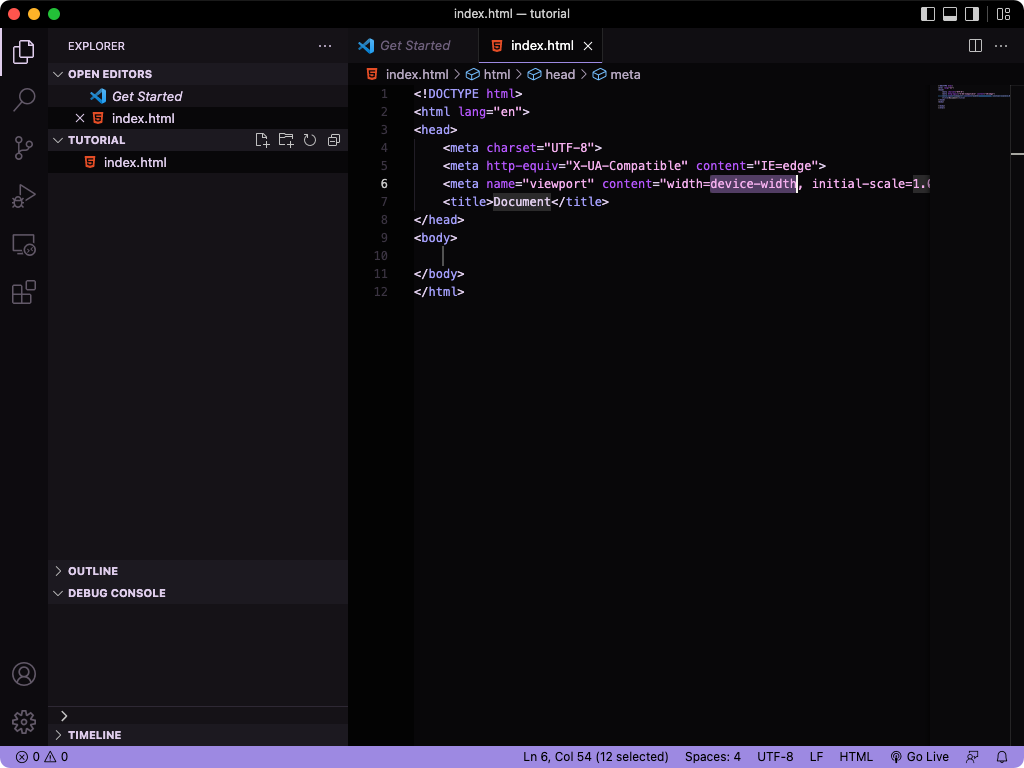 index.html — tutorial
EXPLORER
OPEN EDITORS
Get Started
index.html
TUTORIAL
index.html
OUTLINE
DEBUG CONSOLE
TIMELINE
Get Started
index.html
index.html > html > head > meta
1 <!DOCTYPE html>
2 <html lang="en">
3 <head>
4 <meta charset="UTF-8">
5 <meta http-equiv="X-UA-Compatible" content="IE=edge">
6 <meta name="viewport" content="width=device-width, initial-scale=1.0
7 <title>Document</title>
8 </head>
9 <body>
10
11 </body>
12 </html>
0 0 Ln 6, Col 54 (12 selected) Spaces: 4 UTF-8 LF HTML Go Live